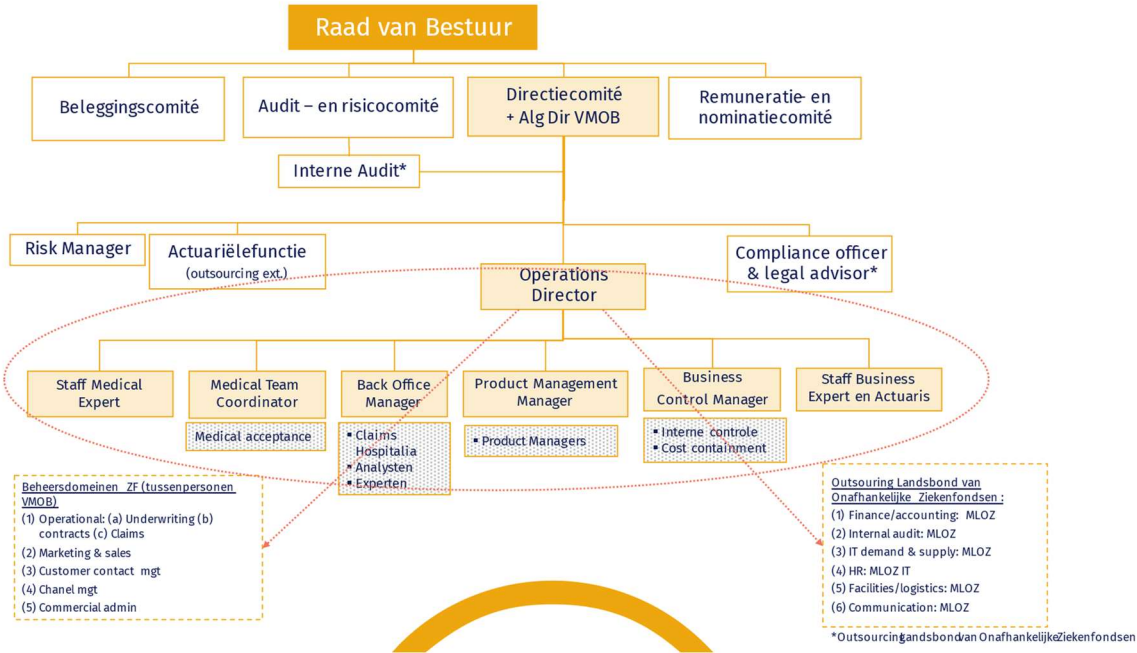 Raad van Bestuur
Beleggingscomité
Audit – en risicocomité
Directiecomité
+ Alg Dir VMOB
Remuneratie- en
nominatiecomité
Interne Audit*
Risk Manager
Actuariëlefunctie
(outsourcing ext.)
Compliance officer
& legal advisor*
Operations
Director
Staff Medical
Expert
Medical Team
Coordinator
Back Office
Manager
Product Management
Manager
Business
Control Manager
Staff Business
Expert en Actuaris
Medical acceptance
▪ Claims
Hospitalia
▪ Analysten
▪ Experten
▪ Product Managers
▪ Interne controle
▪ Cost containment
Beheersdomeinen ZF (tussenpersonen
VMOB)
(1) Operational: (a) Underwriting (b)
contracts (c) Claims
(2) Marketing & sales
(3) Customer contact mgt
(4) Chanel mgt
(5) Commercial admin
Outsouring Landsbond van
Onafhankelijke Ziekenfondsen :
(1) Finance/accounting: MLOZ
(2) Internal audit: MLOZ
(3) IT demand & supply: MLOZ
(4) HR: MLOZ IT
(5) Facilities/logistics: MLOZ
(6) Communication: MLOZ
*Outsourcing Landsbond van Onafhankelijke Ziekenfondsen